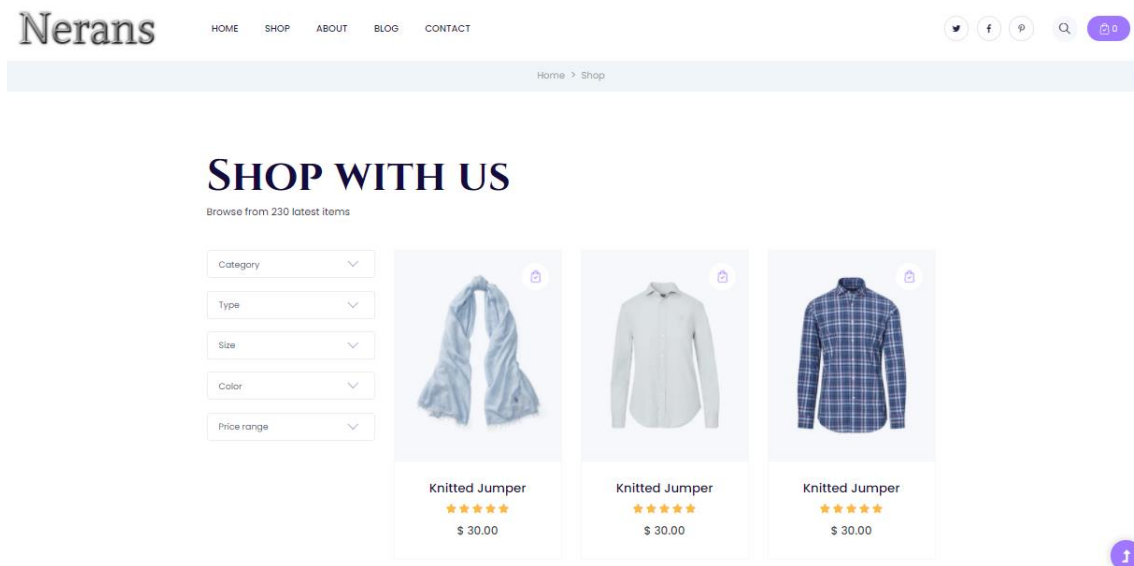 Nerans
HOME SHOP ABOUT BLOG CONTACT
0
Home > Shop
SHOP WITH US
Browse from 230 latest items
Category
Type
Size
Color
Price range
Knitted Jumper
$ 30.00
Knitted Jumper
$ 30.00
Knitted Jumper
$ 30.00